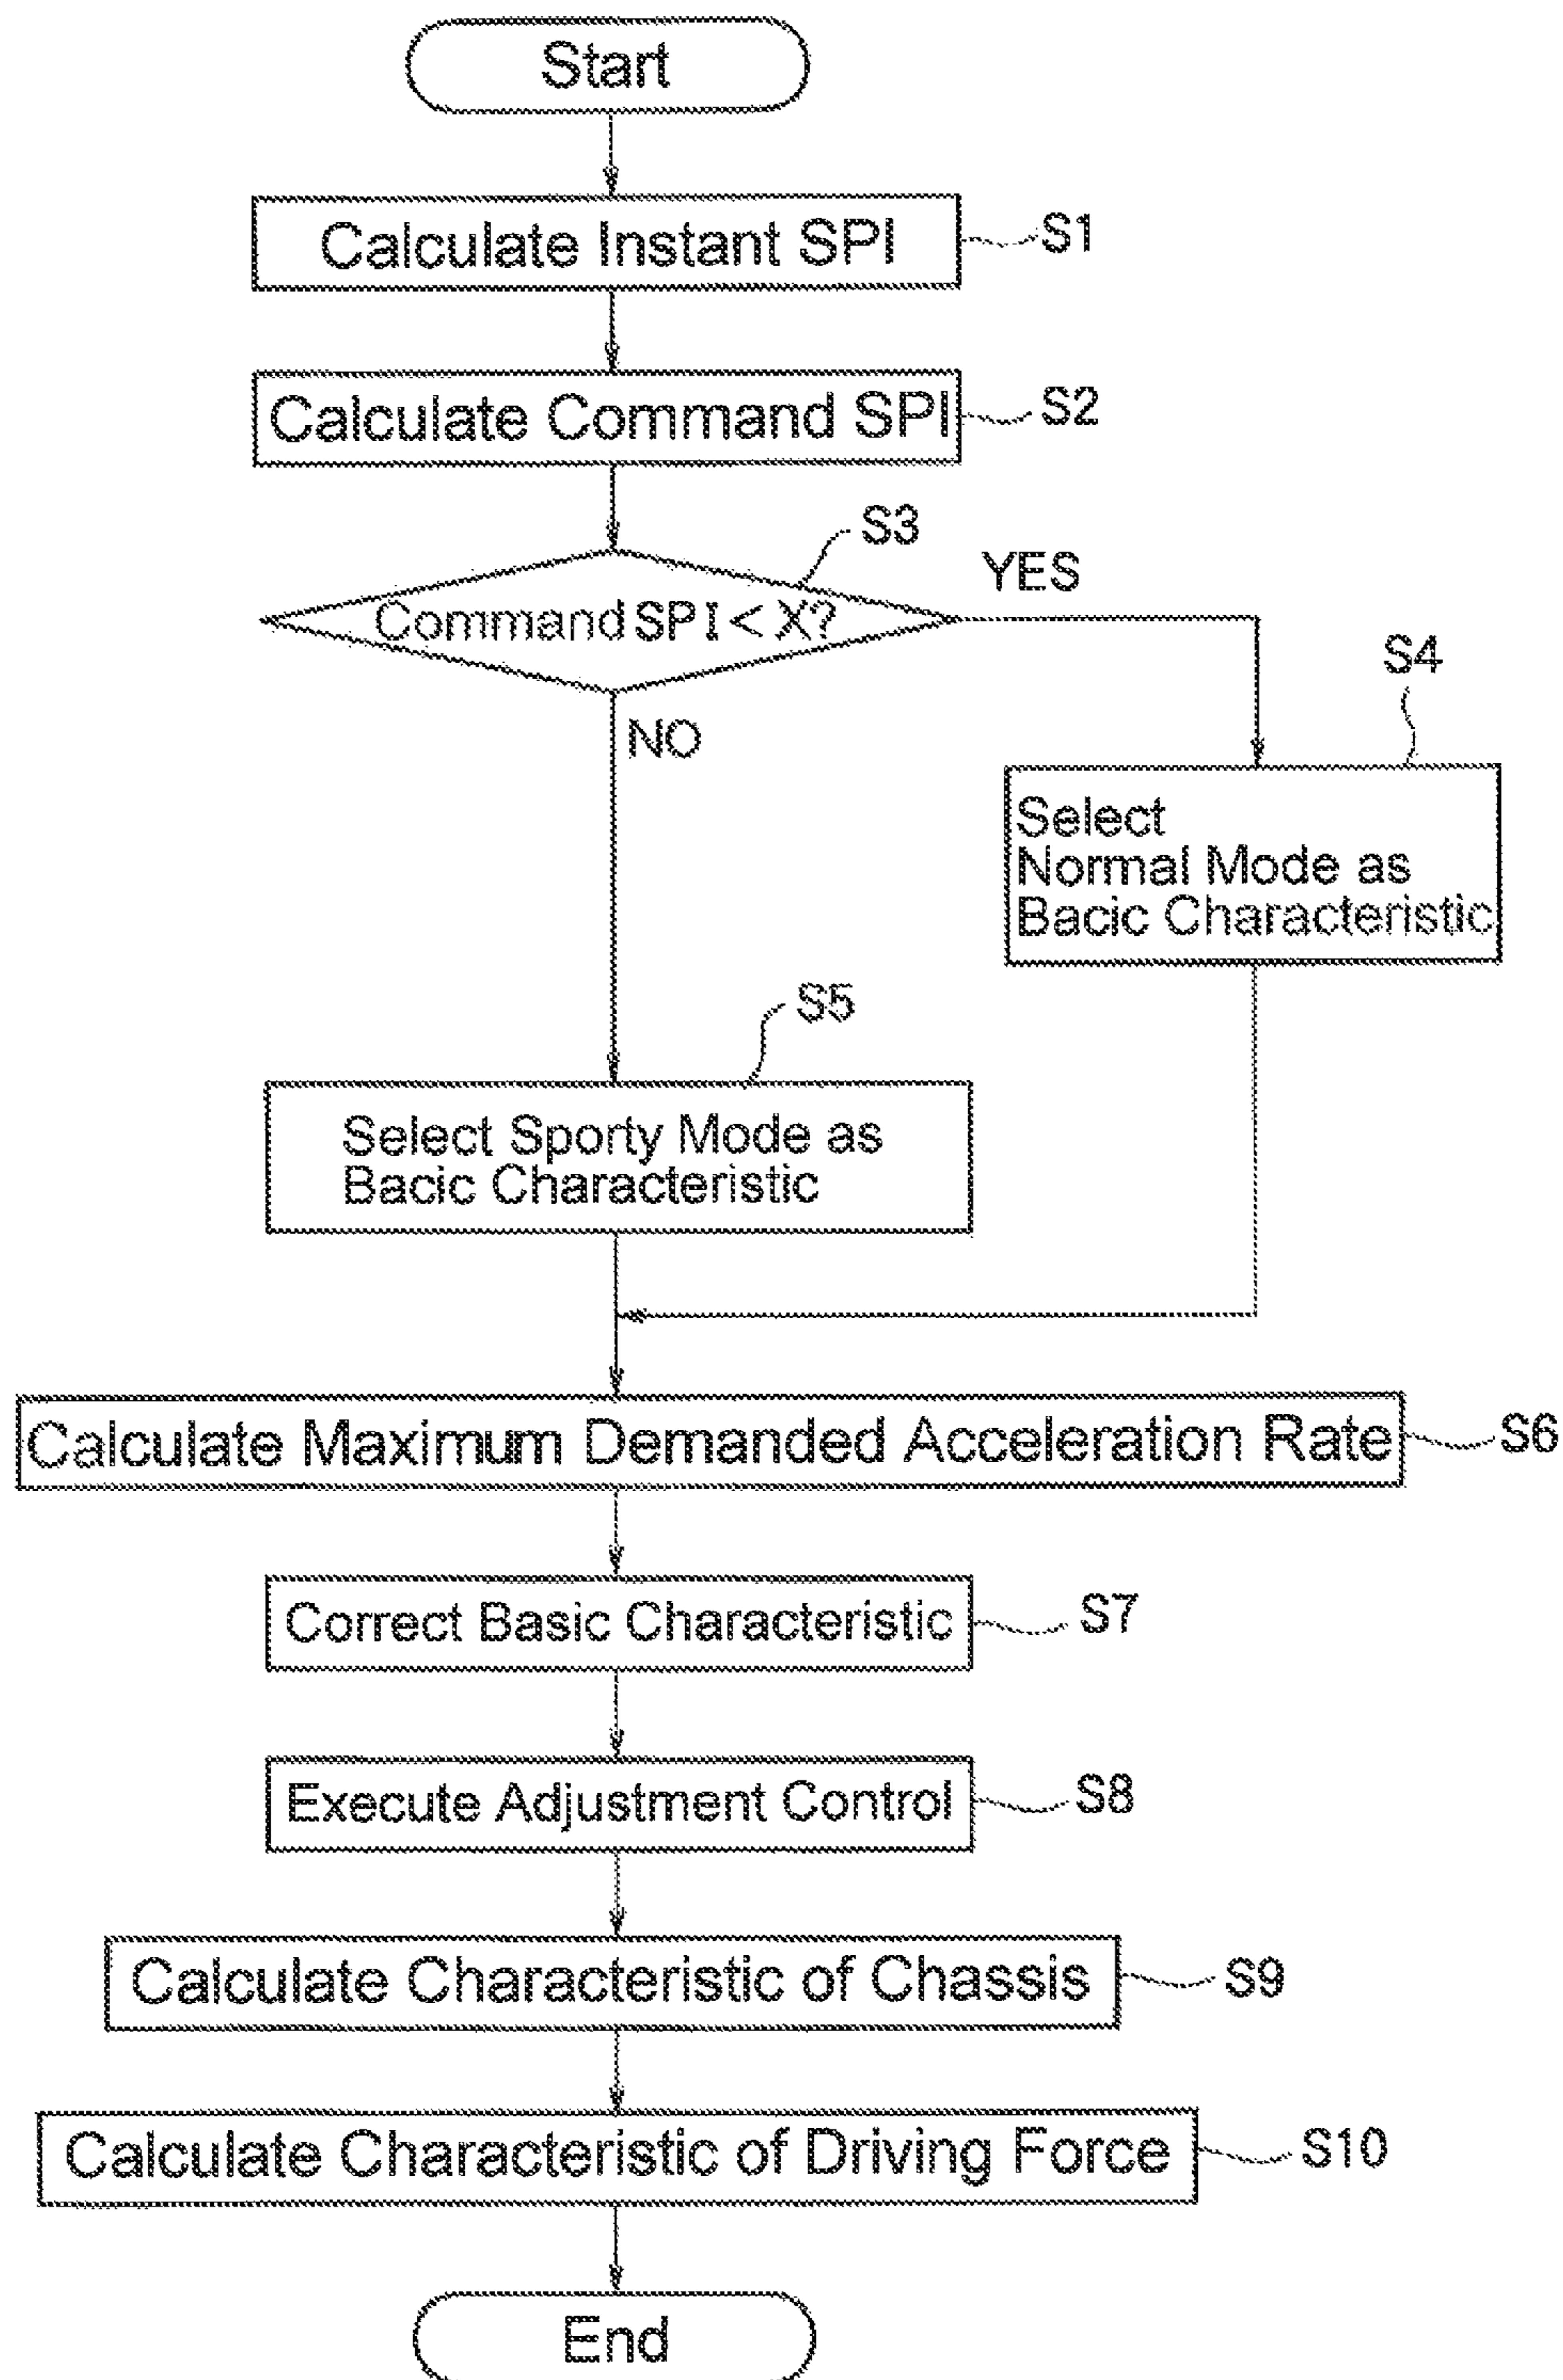 Start
Calculate Instant SPI
S1
Calculate Command SPI
S2
S3
Command SPI < X?
YES
NO
S4
Select
Normal Mode as
Bacic Characteristic
S5
Select Sporty Mode as
Bacic Characteristic
Calculate Maximum Demanded Acceleration Rate
S6
Correct Basic Characteristic
S7
Execute Adjustment Control
S8
Calculate Characteristic of Chassis
S9
Calculate Characteristic of Driving Force
S10
End